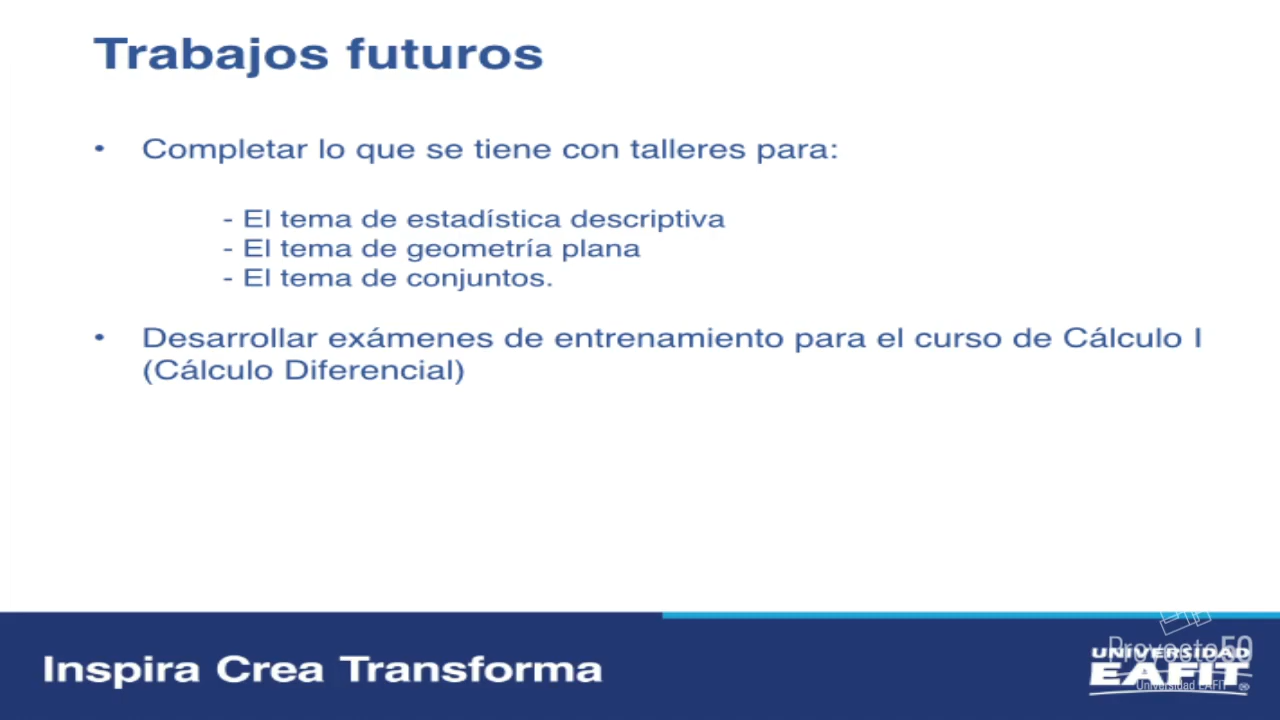 Trabajos futuros
• Completar lo que se tiene con talleres para:
- El tema de estadística descriptiva
- El tema de geometría plana
- El tema de conjuntos.
• Desarrollar exámenes de entrenamiento para el curso de Cálculo I
(Cálculo Diferencial)
Inspira Crea Transforma
Proyecto50
UNIVERSIDAD
EAFIT®
Universidad EAFIT